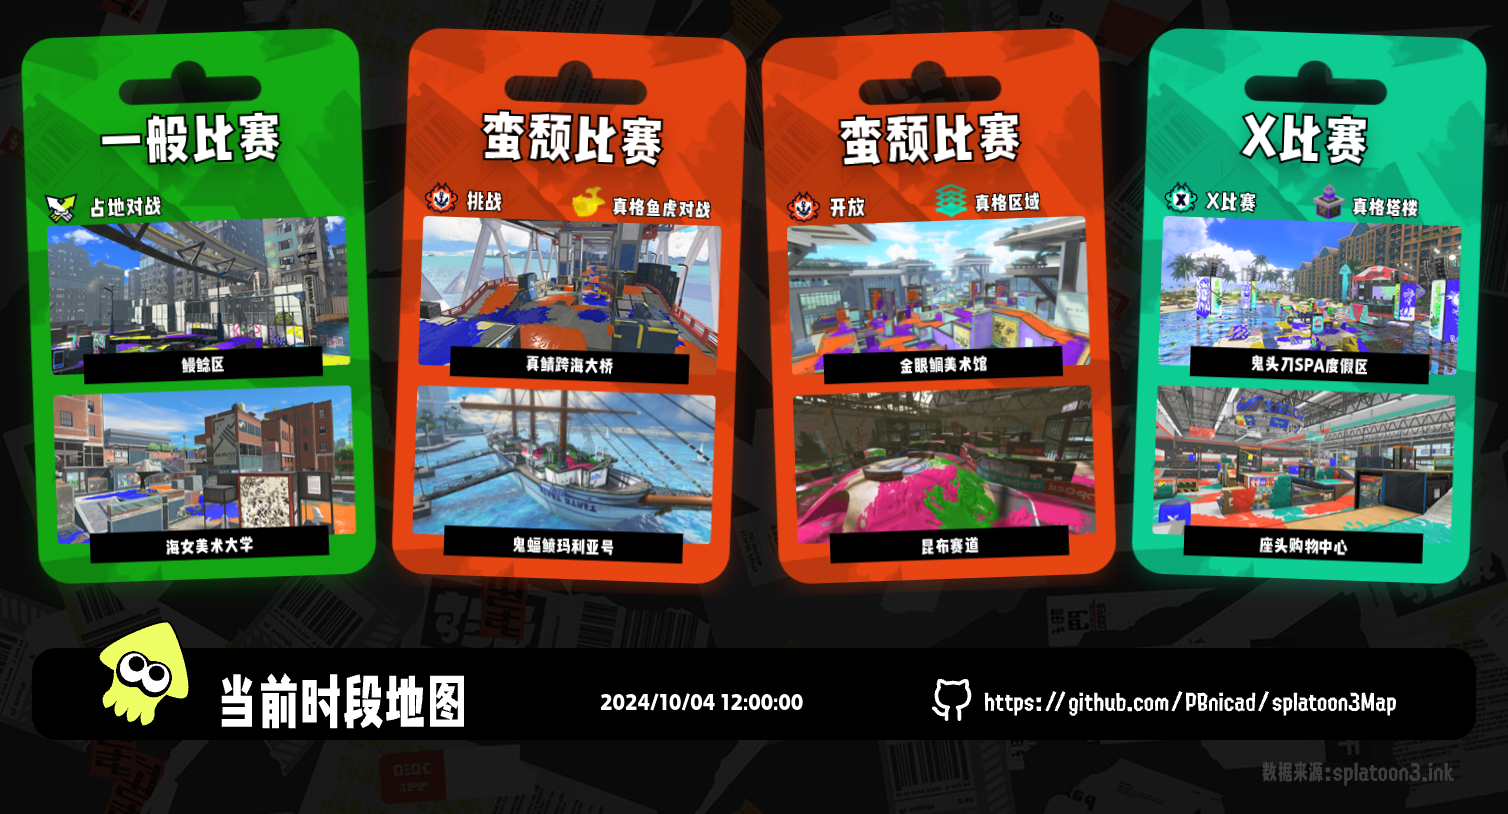 一般比赛
占地对战
鳗鲶区
海女美术大学
蛮颓比赛
挑战
真格鱼虎对战
真鲭跨海大桥
鬼蝠鲼玛利亚号
蛮颓比赛
开放
真格区域
金眼鲷美术馆
昆布赛道
X比赛
X比赛
真格塔楼
鬼头刀SPA度假区
座头购物中心
当前时段地图
2024/10/04 12:00:00
https://github.com/PBnicad/splatoon3Map
数据来源:splatoon3.ink